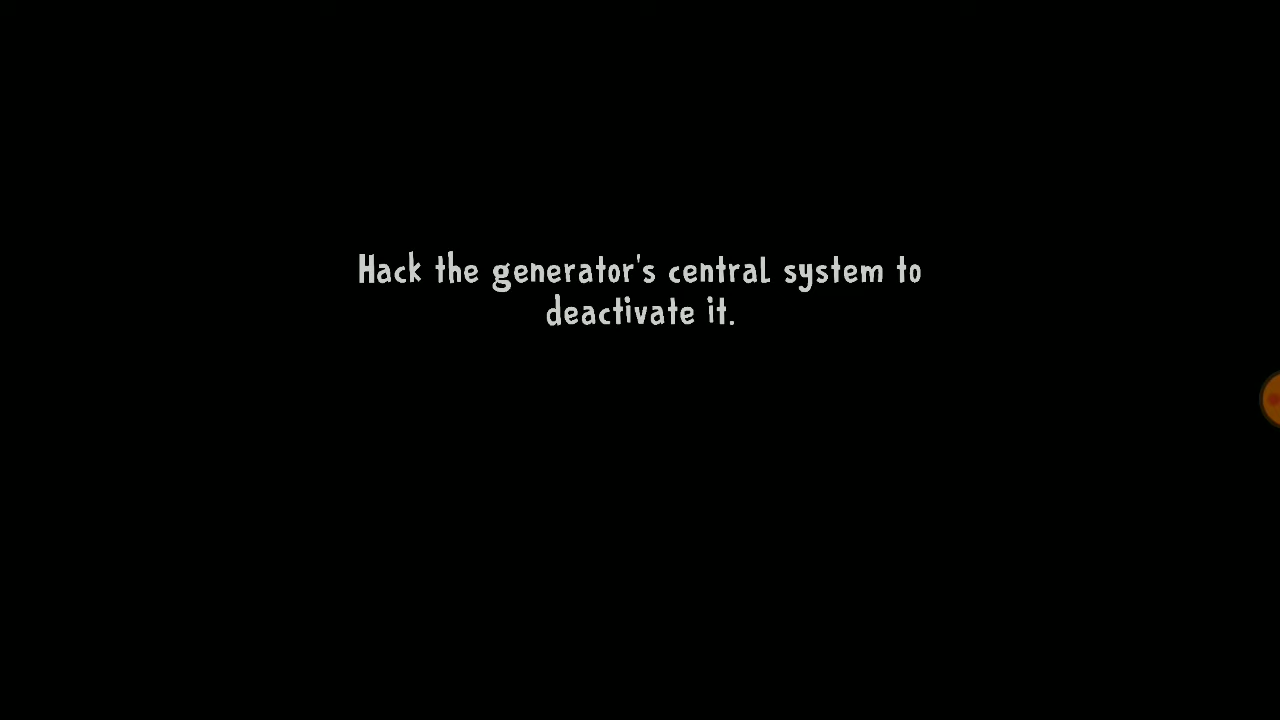 Hack the generator's central system to
deactivate it.